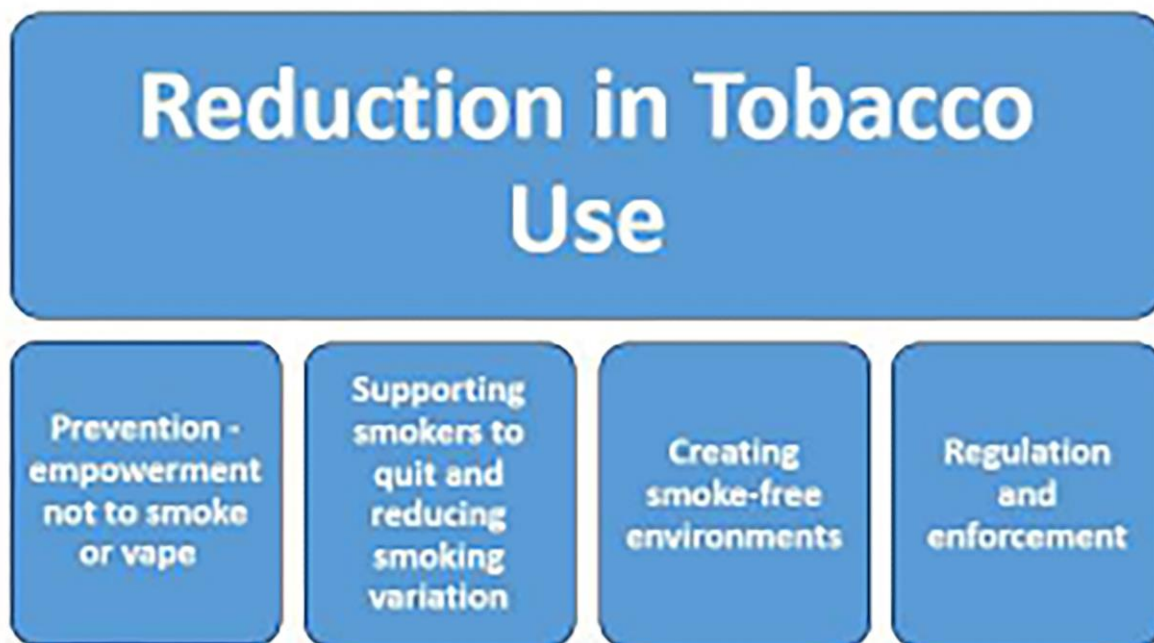 Reduction in Tobacco
Use
Prevention -
empowerment
not to smoke
or vape
Supporting
smokers to
quit and
reducing
smoking
variation
Creating
smoke-free
environments
Regulation
and
enforcement